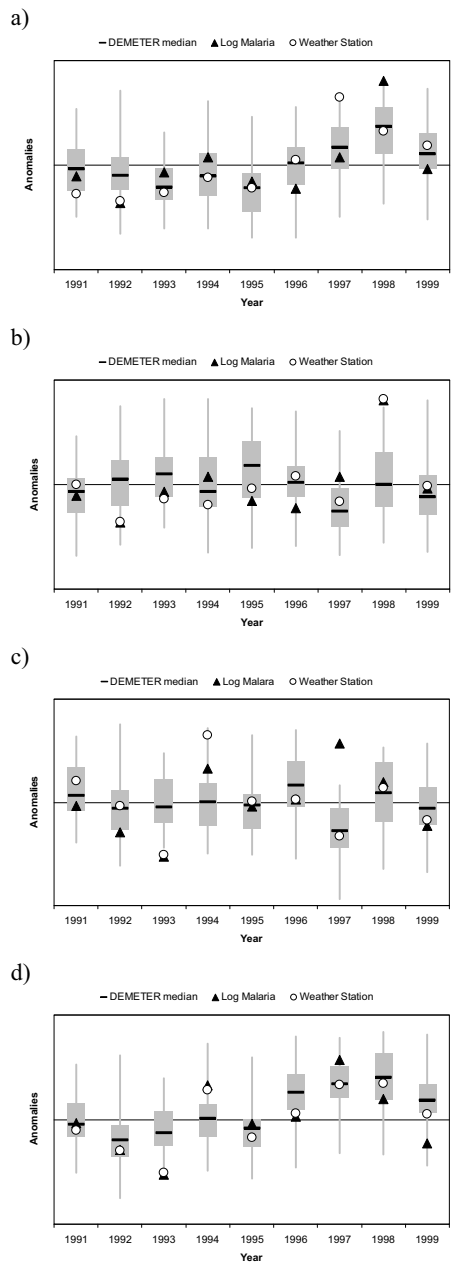 a)
DEMETER median Log Malaria Weather Station
Anomalies
1991 1992 1993 1994 1995 1996 1997 1998 1999
Year
b)
DEMETER median Log Malaria Weather Station
Anomalies
1991 1992 1993 1994 1995 1996 1997 1998 1999
Year
c)
DEMETER median Log Malara Weather Station
Anomalies
1991 1992 1993 1994 1995 1996 1997 1998 1999
Year
d)
DEMETER median Log Malaria Weather Station
Anomalies
1991 1992 1993 1994 1995 1996 1997 1998 1999
Year